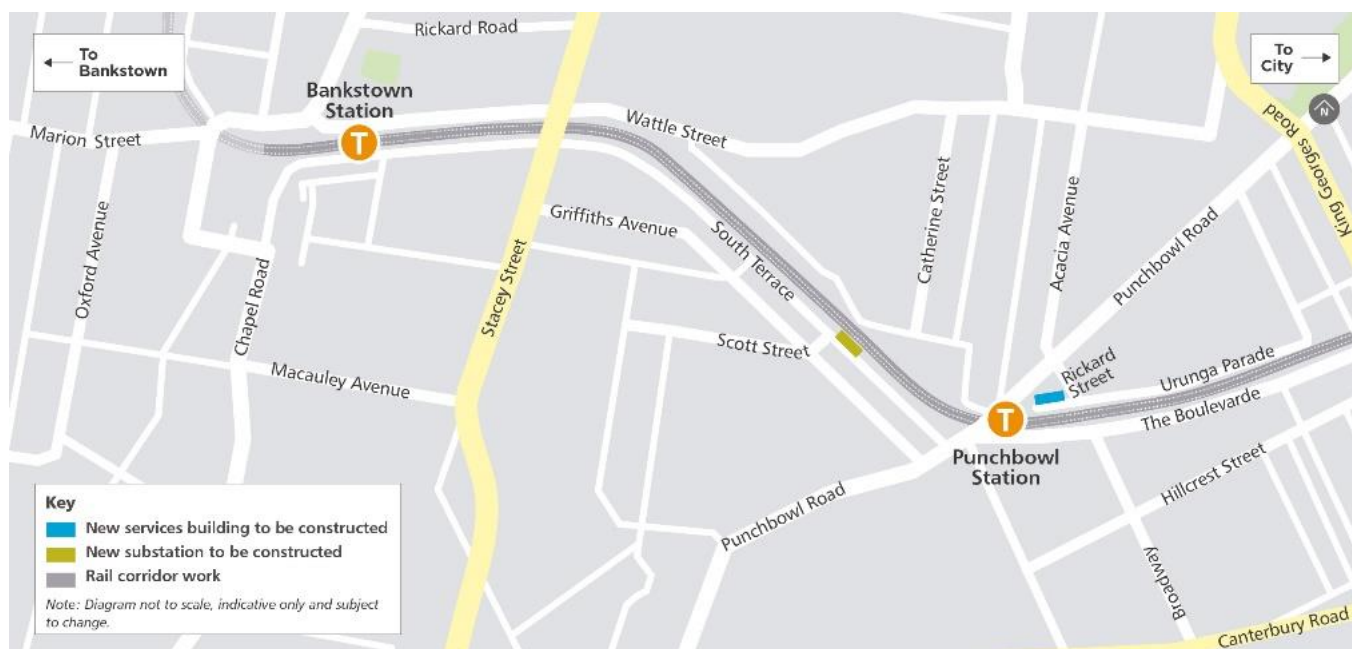 Rickard Road
To
Bankstown
To
City
Bankstown
Station
T
N
Marion Street
Wattle Street
King Georges Road
Oxford Avenue
Griffiths Avenue
South Terrace
Catherine Street
Acacia Avenue
Punchbowl Road
Chapel Road
Stacey Street
Scott Street
Macauley Avenue
Rickard
Street
Urunga Parade
The Boulevarde
T
Punchbowl
Station
Hillcrest Street
Punchbowl Road
Broadway
Canterbury Road
Key
New services building to be constructed
New substation to be constructed
Rail corridor work
Note: Diagram not to scale, indicative only and subject
to change.